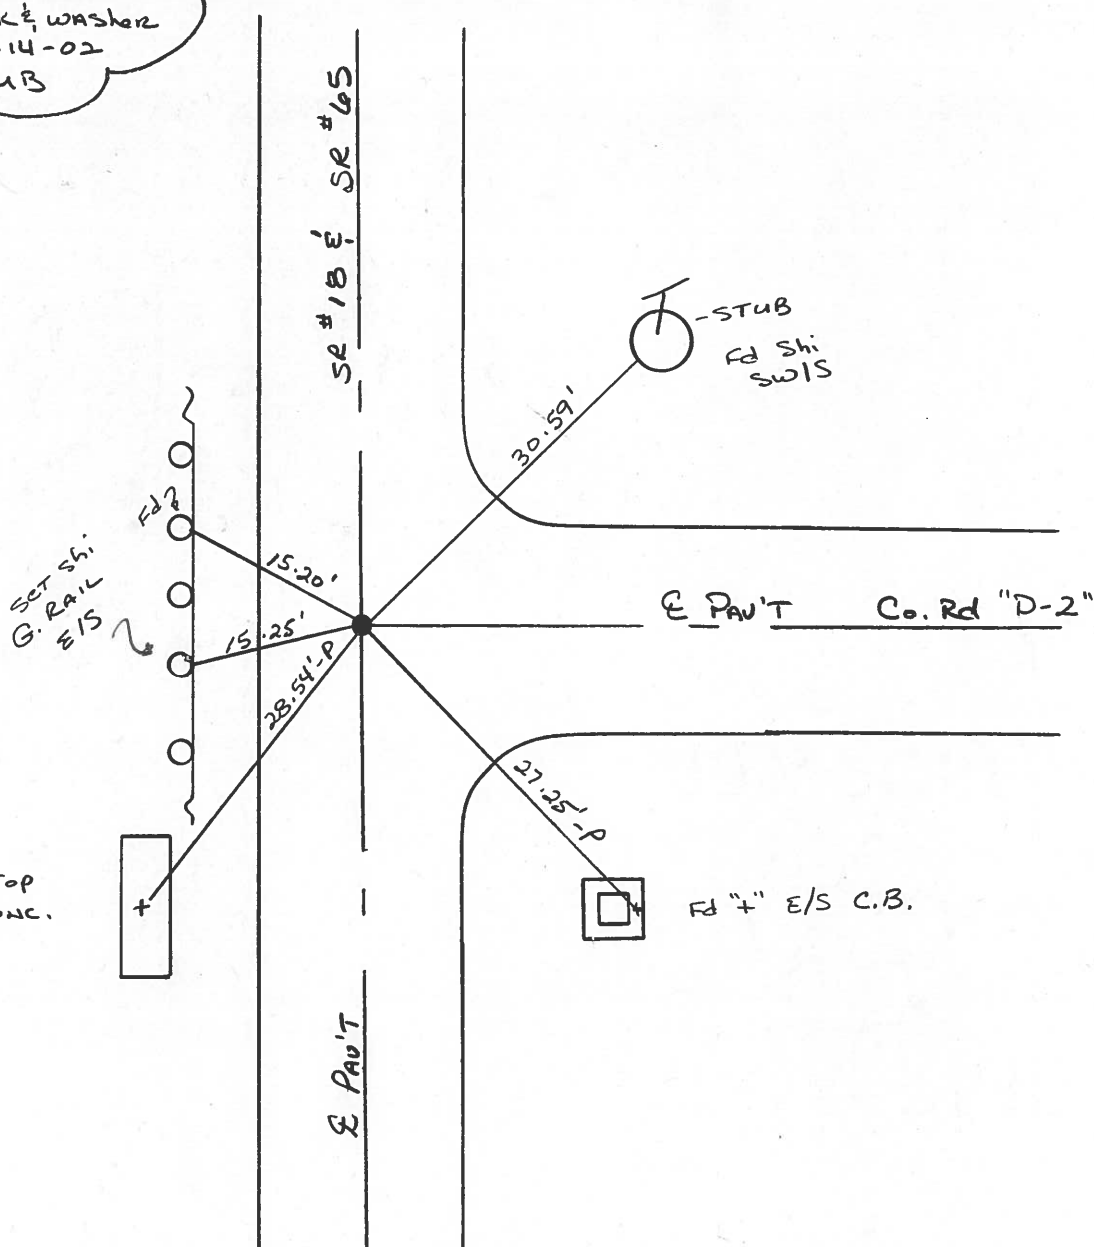 & WASHER
14-02
SR #18 & SR #65
-STUB
Fd Shi
SW/S
30.59'
Fd
15.20'
SET Shi
G. RAIL
E/S
15.25'
28.54'-P
℄ PAV'T Co. Rd "D-2"
27.25'-P
TOP
Fd "+" E/S C.B.
℄ PAV'T